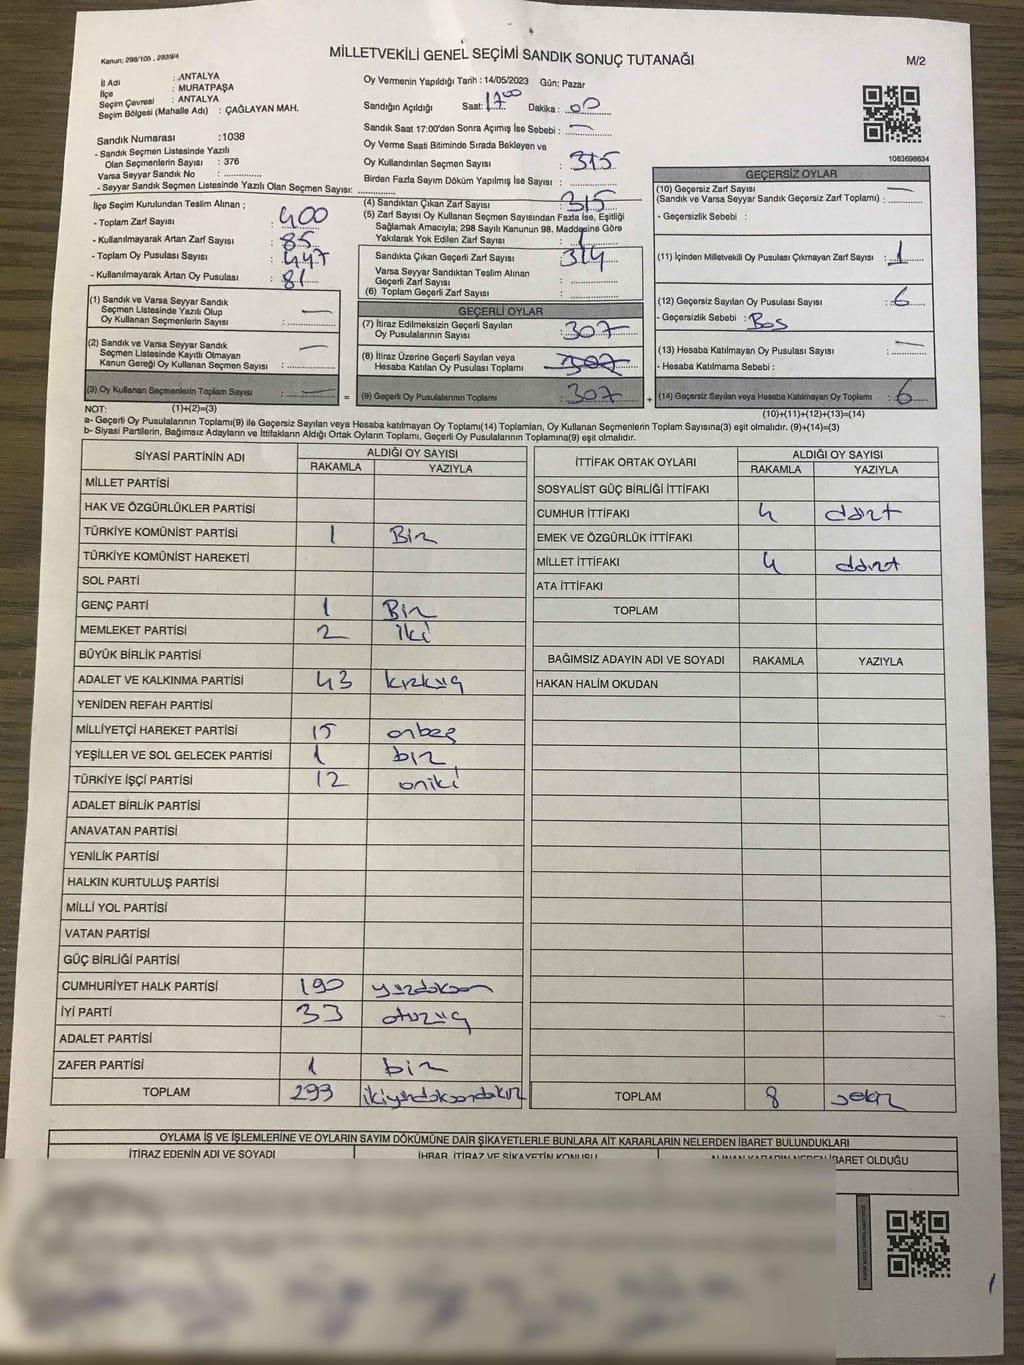 Kanun; 298/105 , 2839/4
MİLLETVEKİLİ GENEL SEÇİMİ SANDIK SONUÇ TUTANAĞI
M/2
İl Adı : ANTALYA
İlçe : MURATPAŞA
Seçim Çevresi : ANTALYA
Seçim Bölgesi (Mahalle Adı) : ÇAĞLAYAN MAH.
Oy Vermenin Yapıldığı Tarih : 14/05/2023 Gün: Pazar
Sandığın Açıldığı Saat: 17:00 Dakika : 00
Sandık Saat 17:00'den Sonra Açımış İse Sebebi : —
Oy Verme Saati Bitiminde Sırada Bekleyen ve
Oy Kullandırılan Seçmen Sayısı : 315
Birden Fazla Sayım Döküm Yapılmış İse Sayısı :
1083698634
Sandık Numarası :1038
- Sandık Seçmen Listesinde Yazılı
Olan Seçmenlerin Sayısı : 376
Varsa Seyyar Sandık No :
- Seyyar Sandık Seçmen Listesinde Yazılı Olan Seçmen Sayısı:
İlçe Seçim Kurulundan Teslim Alınan ;
- Toplam Zarf Sayısı : 400
- Kullanılmayarak Artan Zarf Sayısı : 85
- Toplam Oy Pusulası Sayısı : 447
- Kullanılmayarak Artan Oy Pusulası : 81
(1) Sandık ve Varsa Seyyar Sandık
Seçmen Listesinde Yazılı Olup
Oy Kullanan Seçmenlerin Sayısı : —
(2) Sandık ve Varsa Seyyar Sandık
Seçmen Listesinde Kayıtlı Olmayan
Kanun Gereği Oy Kullanan Seçmen Sayısı : —
(3) Oy Kullanan Seçmenlerin Toplam Sayısı : — =
(4) Sandıktan Çıkan Zarf Sayısı : 315
(5) Zarf Sayısı Oy Kullanan Seçmen Sayısından Fazla İse, Eşitliği
Sağlamak Amacıyla; 298 Sayılı Kanunun 98. Maddesine Göre
Yakılarak Yok Edilen Zarf Sayısı : 1
Sandıkta Çıkan Geçerli Zarf Sayısı : 314
Varsa Seyyar Sandıktan Teslim Alınan
Geçerli Zarf Sayısı :
(6) Toplam Geçerli Zarf Sayısı :
GEÇERLİ OYLAR
(7) İtiraz Edilmeksizin Geçerli Sayılan
Oy Pusulalarının Sayısı : 307
(8) İtiraz Üzerine Geçerli Sayılan veya
Hesaba Katılan Oy Pusulası Toplamı : 307
(9) Geçerli Oy Pusulalarının Toplamı : 307 +
GEÇERSİZ OYLAR
(10) Geçersiz Zarf Sayısı —
(Sandık ve Varsa Seyyar Sandık Geçersiz Zarf Toplamı) :
- Geçersizlik Sebebi :
(11) İçinden Milletvekili Oy Pusulası Çıkmayan Zarf Sayısı : 1
(12) Geçersiz Sayılan Oy Pusulası Sayısı : 6
- Geçersizlik Sebebi : Boş
(13) Hesaba Katılmayan Oy Pusulası Sayısı : —
- Hesaba Katılmama Sebebi :
(14) Geçersiz Sayılan veya Hesaba Katılmayan Oy Toplamı : 6
NOT: (1)+(2)=(3)
(10)+(11)+(12)+(13)=(14)
a- Geçerli Oy Pusulaları Toplamı(9) ile Geçersiz Sayılan veya Hesaba katılmayan Oy Toplamı(14) Toplamları, Oy Kullanan Seçmenlerin Toplam Sayısına(3) eşit olmalıdır. (9)+(14)=(3)
b- Siyasi Partilerin, Bağımsız Adayların ve İttifakların Aldığı Ortak Oyların Toplamı, Geçerli Oy Pusulalarının Toplamına(9) eşit olmalıdır.
SİYASİ PARTİNİN ADI
ALDIĞI OY SAYISI
RAKAMLA YAZIYLA
MİLLET PARTİSİ
HAK VE ÖZGÜRLÜKLER PARTİSİ
TÜRKİYE KOMÜNİST PARTİSİ 1 Bir
TÜRKİYE KOMÜNİST HAREKETİ
SOL PARTİ
GENÇ PARTİ 1 Bir
MEMLEKET PARTİSİ 2 iki
BÜYÜK BİRLİK PARTİSİ
ADALET VE KALKINMA PARTİSİ 43 kırküç
YENİDEN REFAH PARTİSİ
MİLLİYETÇİ HAREKET PARTİSİ 15 onbeş
YEŞİLLER VE SOL GELECEK PARTİSİ 1 bir
TÜRKİYE İŞÇİ PARTİSİ 12 oniki
ADALET BİRLİK PARTİSİ
ANAVATAN PARTİSİ
YENİLİK PARTİSİ
HALKIN KURTULUŞ PARTİSİ
MİLLİ YOL PARTİSİ
VATAN PARTİSİ
GÜÇ BİRLİĞİ PARTİSİ
CUMHURİYET HALK PARTİSİ 190 yüzdoksan
İYİ PARTİ 33 otuzüç
ADALET PARTİSİ
ZAFER PARTİSİ 1 bir
TOPLAM 299 ikiyüzdoksandokuz
İTTİFAK ORTAK OYLARI
ALDIĞI OY SAYISI
RAKAMLA YAZIYLA
SOSYALİST GÜÇ BİRLİĞİ İTTİFAKI
CUMHUR İTTİFAKI 4 dört
EMEK VE ÖZGÜRLÜK İTTİFAKI
MİLLET İTTİFAKI 4 dört
ATA İTTİFAKI
TOPLAM
BAĞIMSIZ ADAYIN ADI VE SOYADI RAKAMLA YAZIYLA
HAKAN HALİM OKUDAN
TOPLAM 8 sekiz
OYLAMA İŞ VE İŞLEMLERİNE VE OYLARIN SAYIM DÖKÜMÜNE DAİR ŞİKAYETLERLE BUNLARA AİT KARARLARIN NELERDEN İBARET BULUNDUKLARI
İTİRAZ EDENİN ADI VE SOYADI
İHBAR, İTİRAZ VE ŞİKAYETİN KONUSU
ALINAN KARARIN NEDEN İBARET OLDUĞU